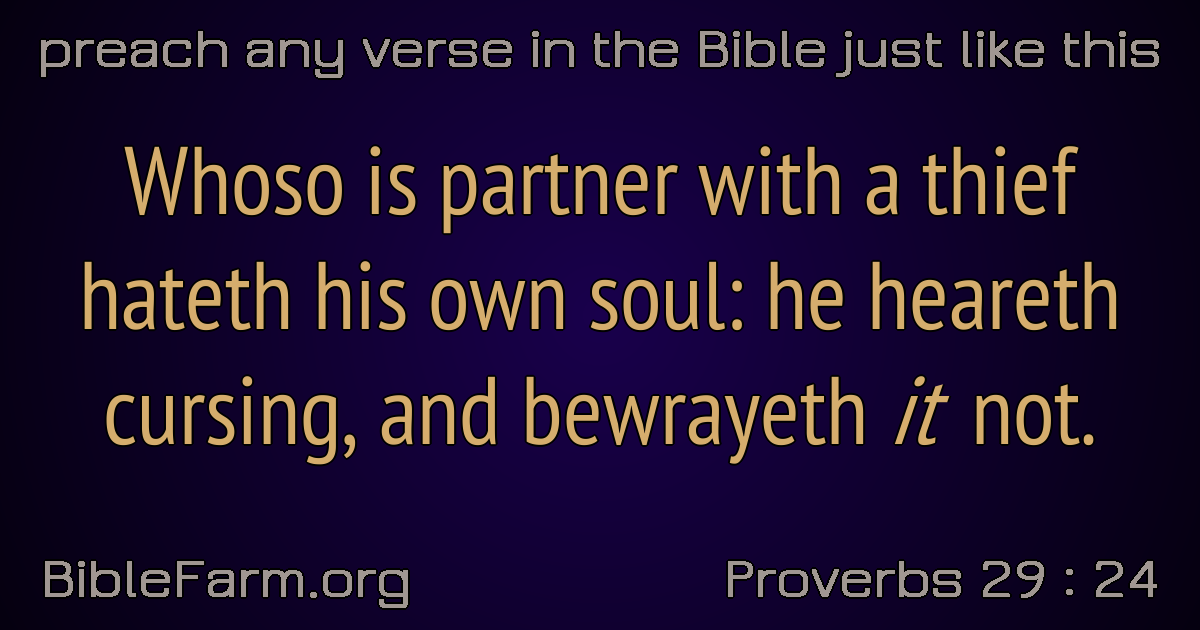 preach any verse in the Bible just like this
Whoso is partner with a thief
hateth his own soul: he heareth
cursing, and bewrayeth it not.
BibleFarm.org
Proverbs 29 : 24